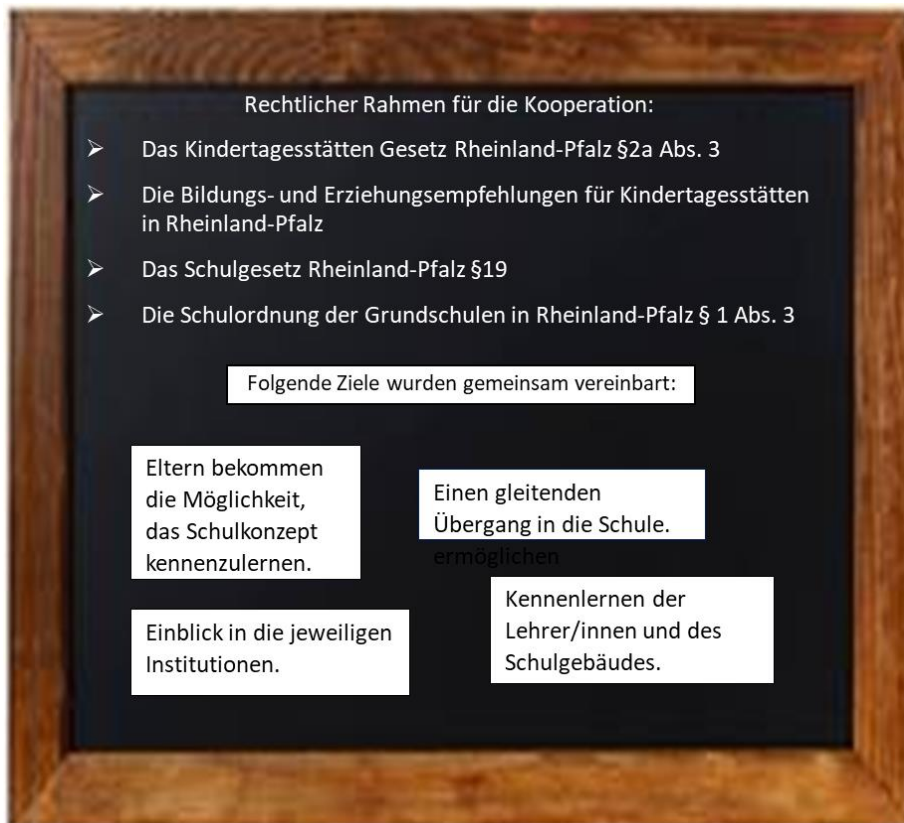 Rechtlicher Rahmen für die Kooperation:
➢ Das Kindertagesstätten Gesetz Rheinland-Pfalz §2a Abs. 3
➢ Die Bildungs- und Erziehungsempfehlungen für Kindertagesstätten
in Rheinland-Pfalz
➢ Das Schulgesetz Rheinland-Pfalz §19
➢ Die Schulordnung der Grundschulen in Rheinland-Pfalz § 1 Abs. 3
Folgende Ziele wurden gemeinsam vereinbart:
Eltern bekommen
die Möglichkeit,
das Schulkonzept
kennenzulernen.
Einen gleitenden
Übergang in die Schule.
ermöglichen
Einblick in die jeweiligen
Institutionen.
Kennenlernen der
Lehrer/innen und des
Schulgebäudes.